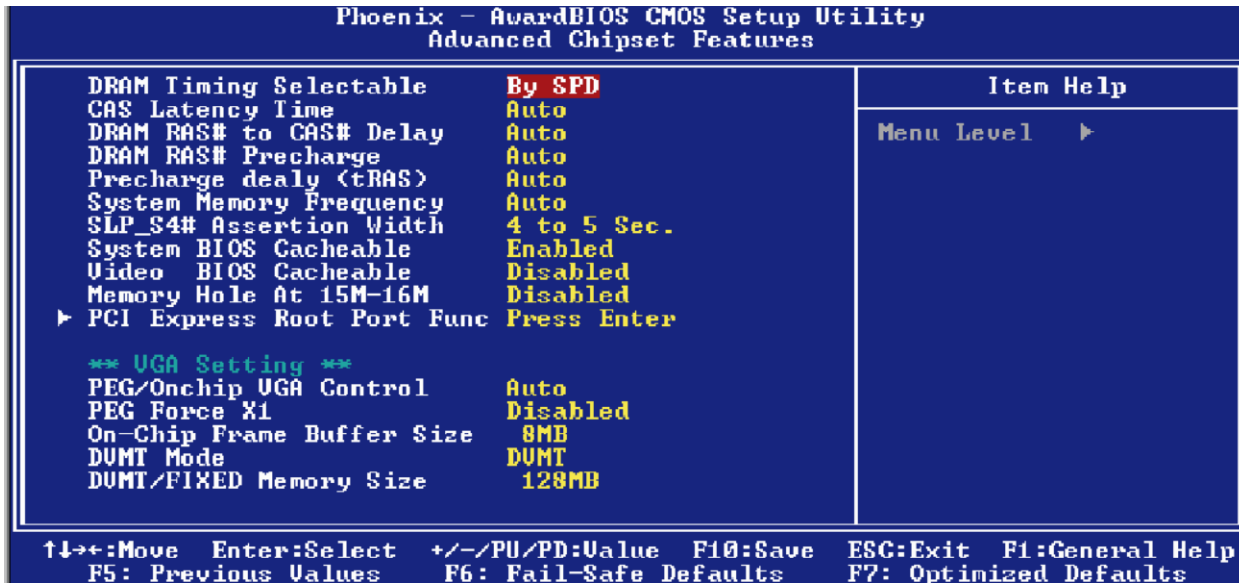 Phoenix - AwardBIOS CMOS Setup Utility
Advanced Chipset Features
DRAM Timing Selectable By SPD
CAS Latency Time Auto
DRAM RAS# to CAS# Delay Auto
DRAM RAS# Precharge Auto
Precharge dealy (tRAS) Auto
System Memory Frequency Auto
SLP_S4# Assertion Width 4 to 5 Sec.
System BIOS Cacheable Enabled
Video BIOS Cacheable Disabled
Memory Hole At 15M-16M Disabled
▶ PCI Express Root Port Func Press Enter
** VGA Setting **
PEG/Onchip VGA Control Auto
PEG Force X1 Disabled
On-Chip Frame Buffer Size 8MB
DVMT Mode DVMT
DVMT/FIXED Memory Size 128MB
Item Help
Menu Level ▶
↑↓→←:Move Enter:Select +/-/PU/PD:Value F10:Save ESC:Exit F1:General Help
F5: Previous Values F6: Fail-Safe Defaults F7: Optimized Defaults